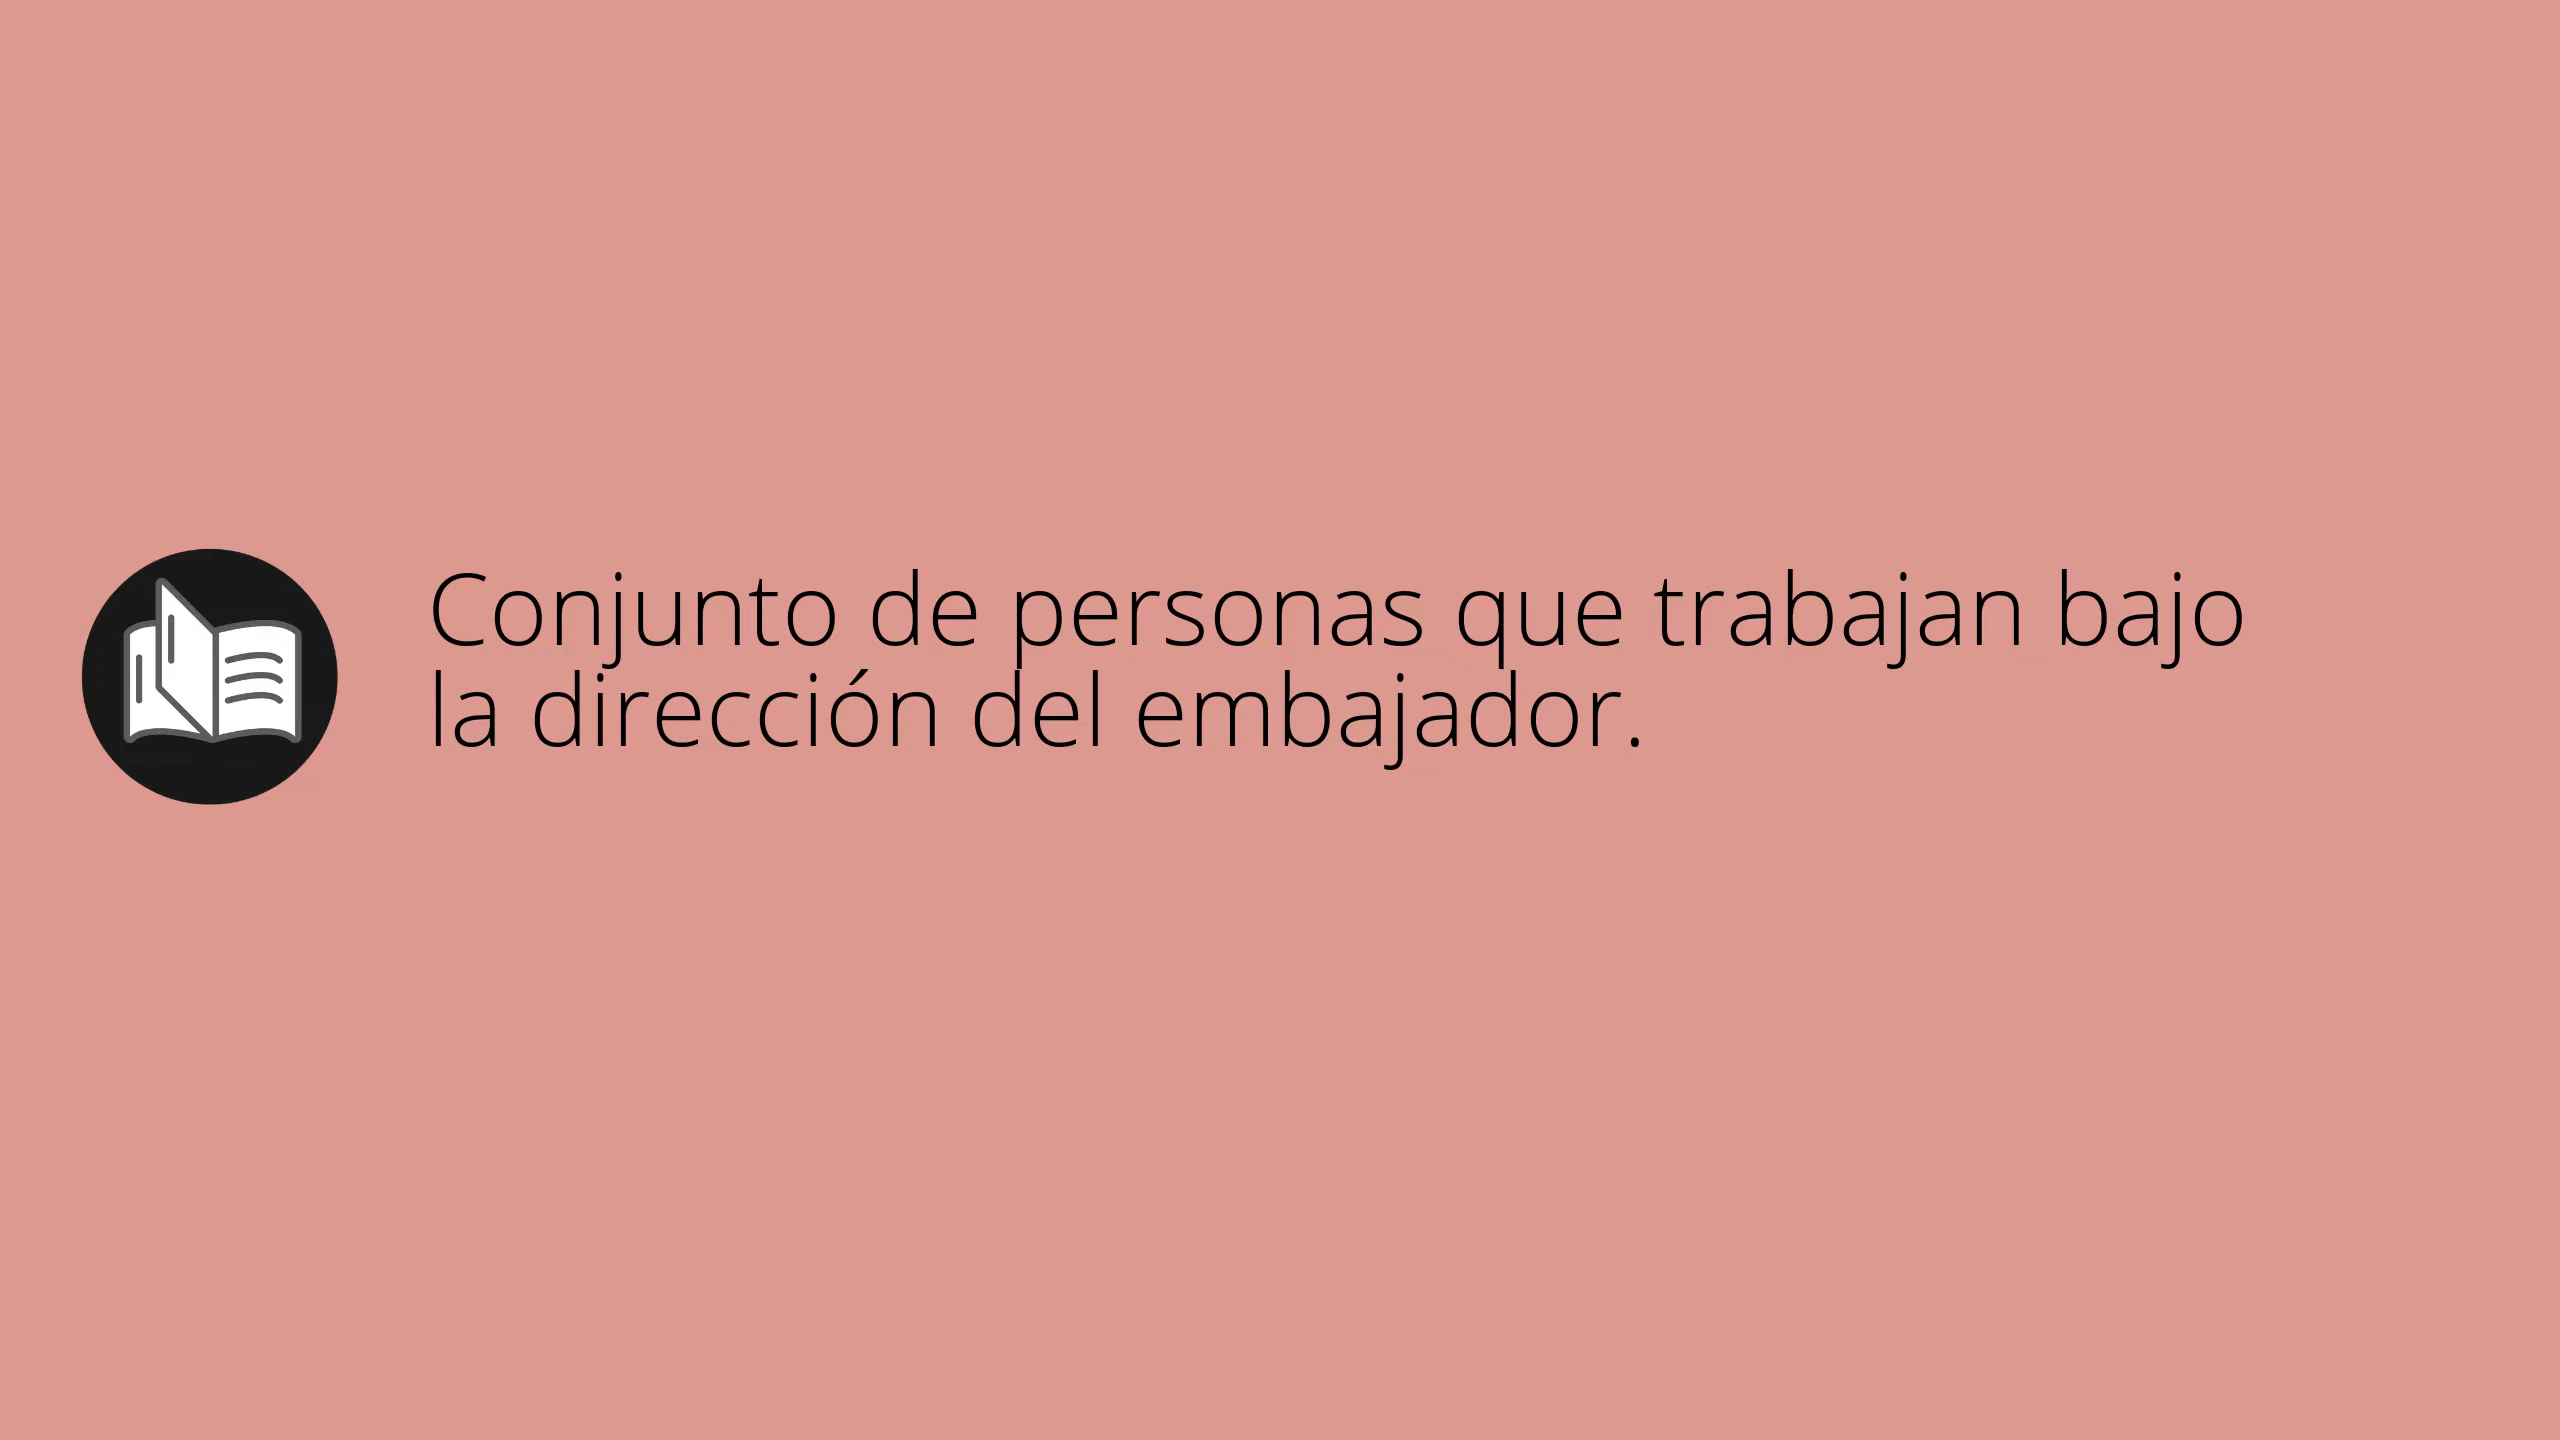 Conjunto de personas que trabajan bajo
la dirección del embajador.